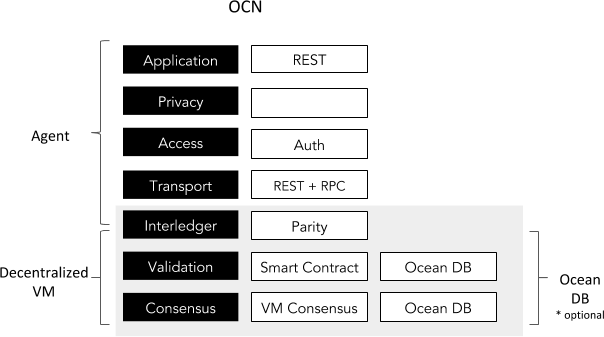 OCN
Application REST
Privacy
Agent
Access Auth
Transport REST + RPC
Interledger Parity
Decentralized
VM
Validation Smart Contract Ocean DB
Consensus VM Consensus Ocean DB
Ocean
DB
* optional